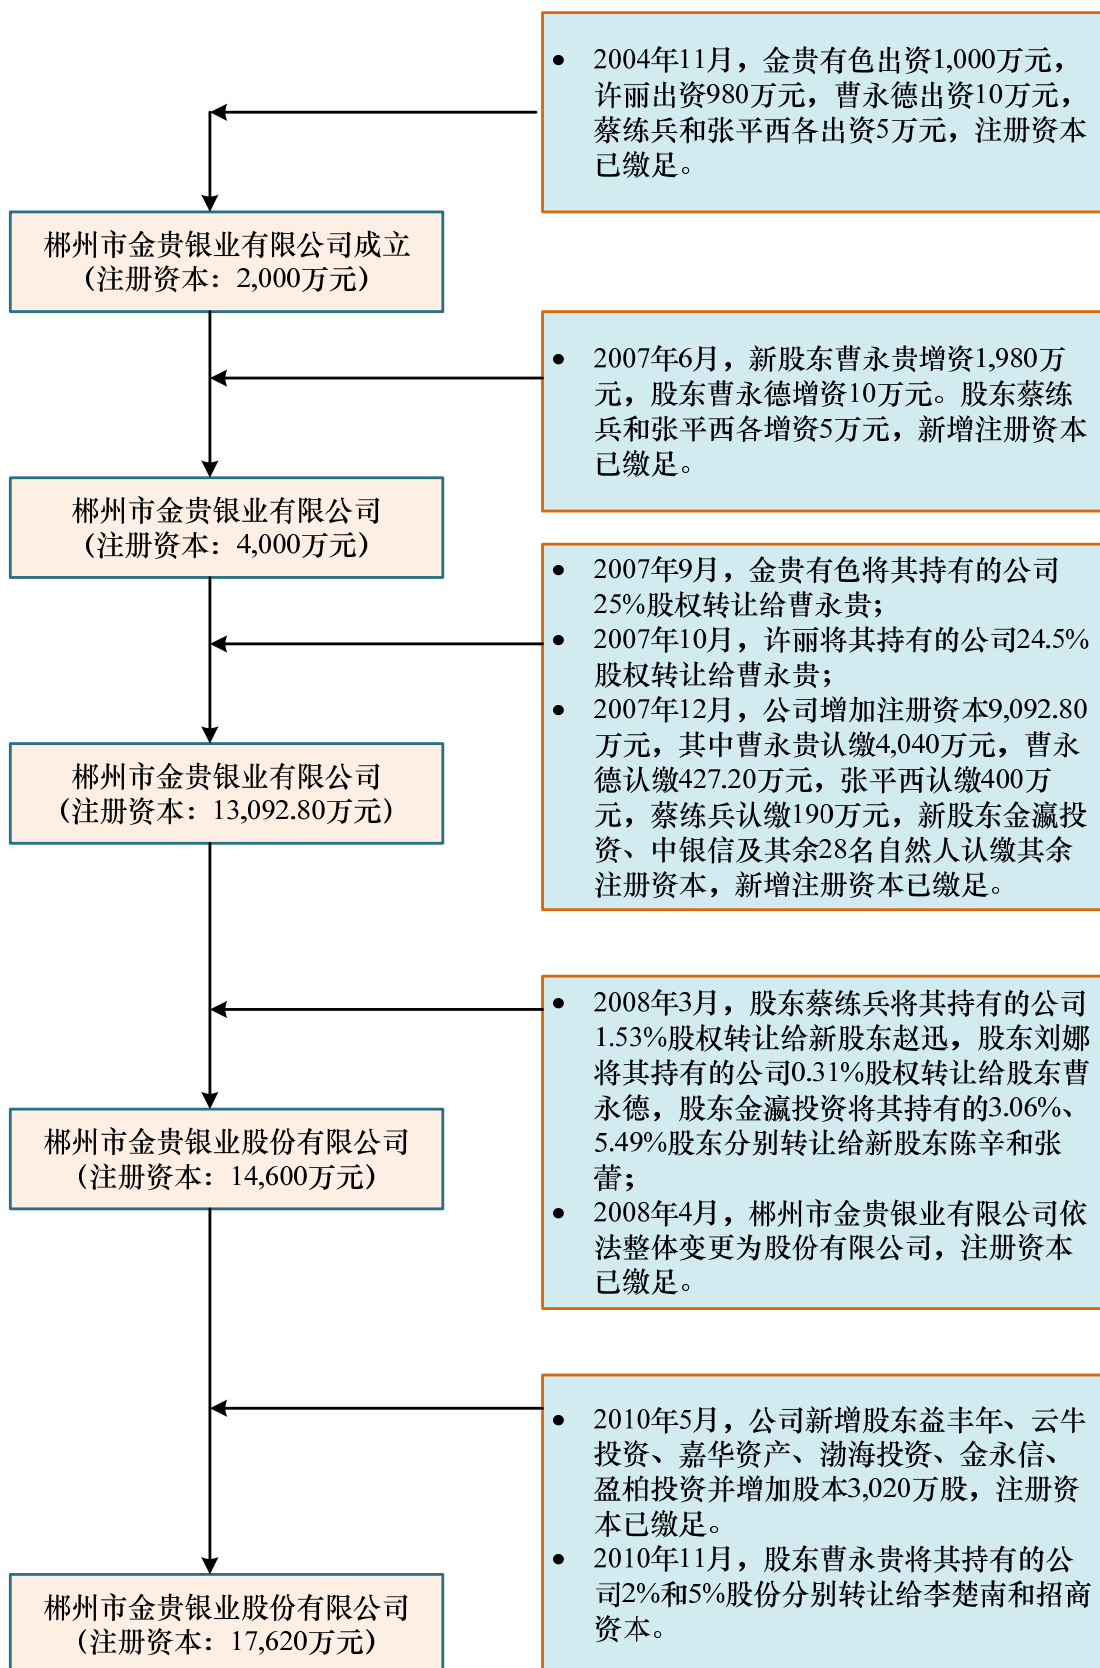 • 2004年11月，金贵有色出资1,000万元，
许丽出资980万元，曹永德出资10万元，
蔡练兵和张平西各出资5万元，注册资本
已缴足。
郴州市金贵银业有限公司成立
（注册资本：2,000万元）
• 2007年6月，新股东曹永贵增资1,980万
元，股东曹永德增资10万元。股东蔡练
兵和张平西各增资5万元，新增注册资本
已缴足。
郴州市金贵银业有限公司
（注册资本：4,000万元）
• 2007年9月，金贵有色将其持有的公司
25%股权转让给曹永贵；
• 2007年10月，许丽将其持有的公司24.5%
股权转让给曹永贵；
• 2007年12月，公司增加注册资本9,092.80
万元，其中曹永贵认缴4,040万元，曹永
德认缴427.20万元，张平西认缴400万
元，蔡练兵认缴190万元，新股东金瀛投
资、中银信及其余28名自然人认缴其余
注册资本，新增注册资本已缴足。
郴州市金贵银业有限公司
（注册资本：13,092.80万元）
• 2008年3月，股东蔡练兵将其持有的公司
1.53%股权转让给新股东赵迅，股东刘娜
将其持有的公司0.31%股权转让给股东曹
永德，股东金瀛投资将其持有的3.06%、
5.49%股东分别转让给新股东陈辛和张
蕾；
• 2008年4月，郴州市金贵银业有限公司依
法整体变更为股份有限公司，注册资本
已缴足。
郴州市金贵银业股份有限公司
（注册资本：14,600万元）
• 2010年5月，公司新增股东益丰年、云牛
投资、嘉华资产、渤海投资、金永信、
盈柏投资并增加股本3,020万股，注册资
本已缴足。
• 2010年11月，股东曹永贵将其持有的公
司2%和5%股份分别转让给李楚南和招商
资本。
郴州市金贵银业股份有限公司
（注册资本：17,620万元）